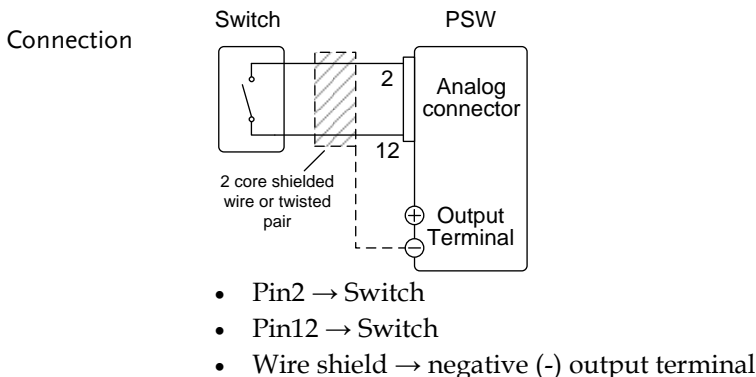 Connection
Switch
PSW
2
Analog
connector
12
2 core shielded
wire or twisted
pair
+
Output
Terminal
−
• Pin2 → Switch
• Pin12 → Switch
• Wire shield → negative (-) output terminal